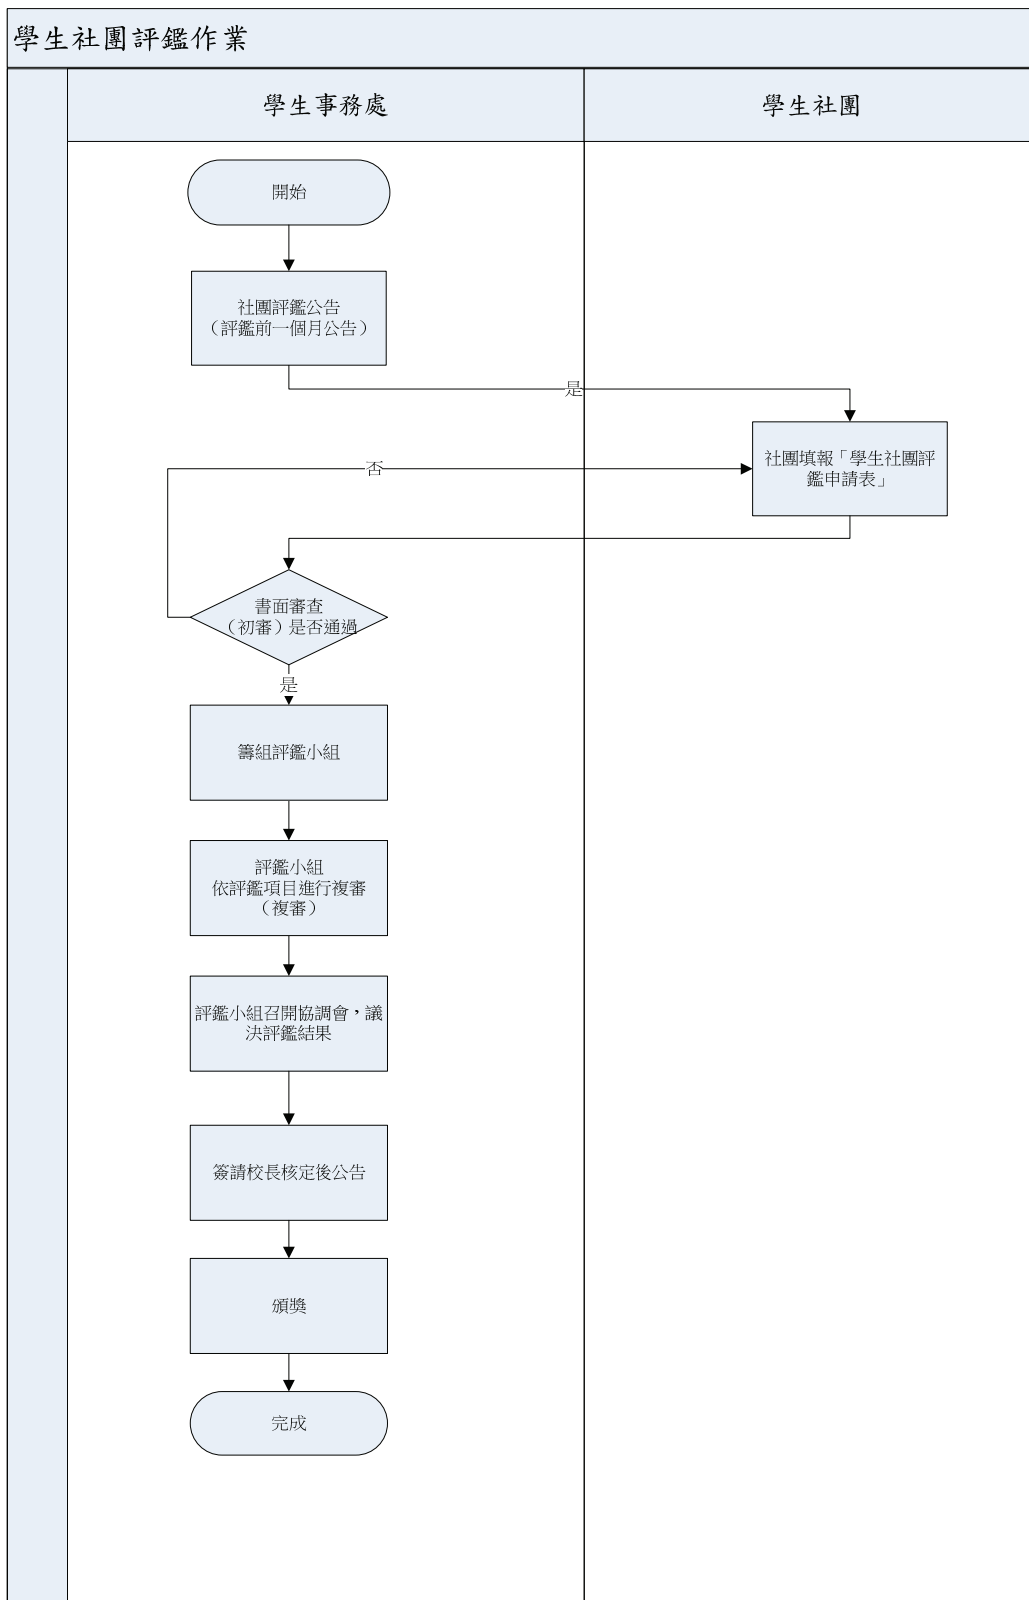 學生社團評鑑作業
學生事務處
學生社團
開始
社團評鑑公告
（評鑑前一個月公告）
是
社團填報「學生社團評
鑑申請表」
否
書面審查
（初審）是否通過
是
籌組評鑑小組
評鑑小組
依評鑑項目進行複審
（複審）
評鑑小組召開協調會，議
決評鑑結果
簽請校長核定後公告
頒獎
完成